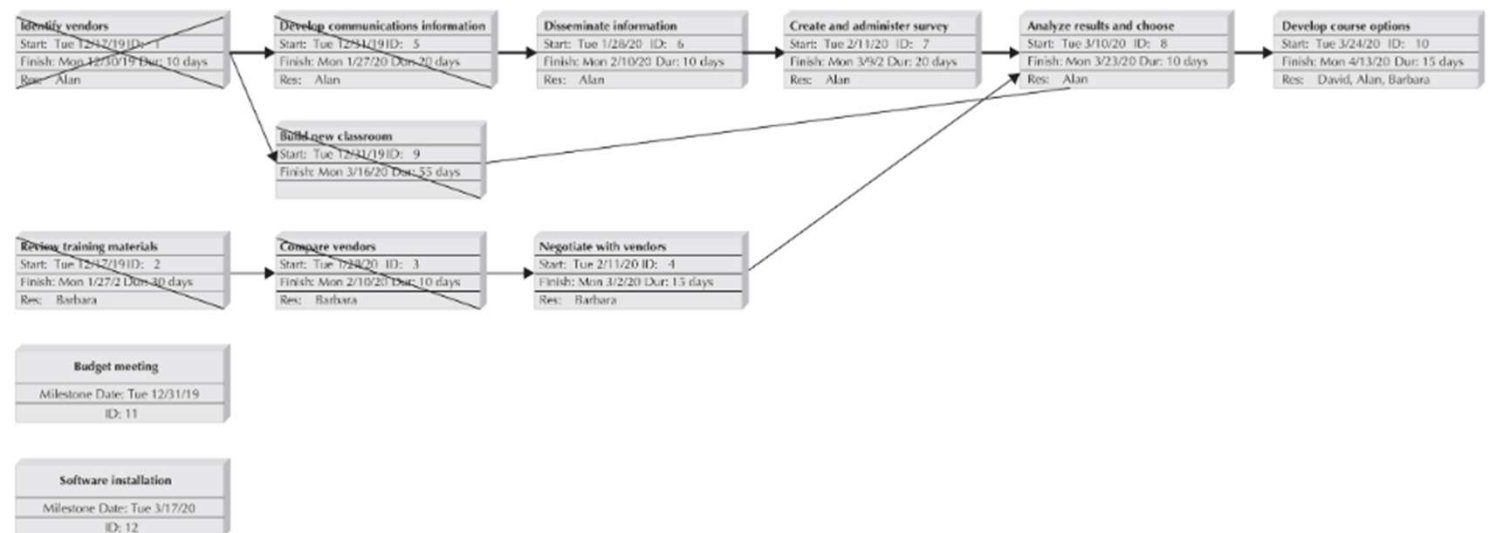 Identify vendors
Start: Tue 12/17/19 ID: 1
Finish: Mon 12/30/19 Dur: 10 days
Res: Alan
Develop communications information
Start: Tue 12/31/19 ID: 5
Finish: Mon 1/27/20 Dur: 20 days
Res: Alan
Disseminate information
Start: Tue 1/28/20 ID: 6
Finish: Mon 2/10/20 Dur: 10 days
Res: Alan
Create and administer survey
Start: Tue 2/11/20 ID: 7
Finish: Mon 3/9/2 Dur: 20 days
Res: Alan
Analyze results and choose
Start: Tue 3/10/20 ID: 8
Finish: Mon 3/23/20 Dur: 10 days
Res: Alan
Develop course options
Start: Tue 3/24/20 ID: 10
Finish: Mon 4/13/20 Dur: 15 days
Res: David, Alan, Barbara
Build new classroom
Start: Tue 12/31/19 ID: 9
Finish: Mon 3/16/20 Dur: 55 days
Review training materials
Start: Tue 12/17/19 ID: 2
Finish: Mon 1/27/2 Dur: 30 days
Res: Barbara
Compare vendors
Start: Tue 1/28/20 ID: 3
Finish: Mon 2/10/20 Dur: 10 days
Res: Barbara
Negotiate with vendors
Start: Tue 2/11/20 ID: 4
Finish: Mon 3/2/20 Dur: 15 days
Res: Barbara
Budget meeting
Milestone Date: Tue 12/31/19
ID: 11
Software installation
Milestone Date: Tue 3/17/20
ID: 12